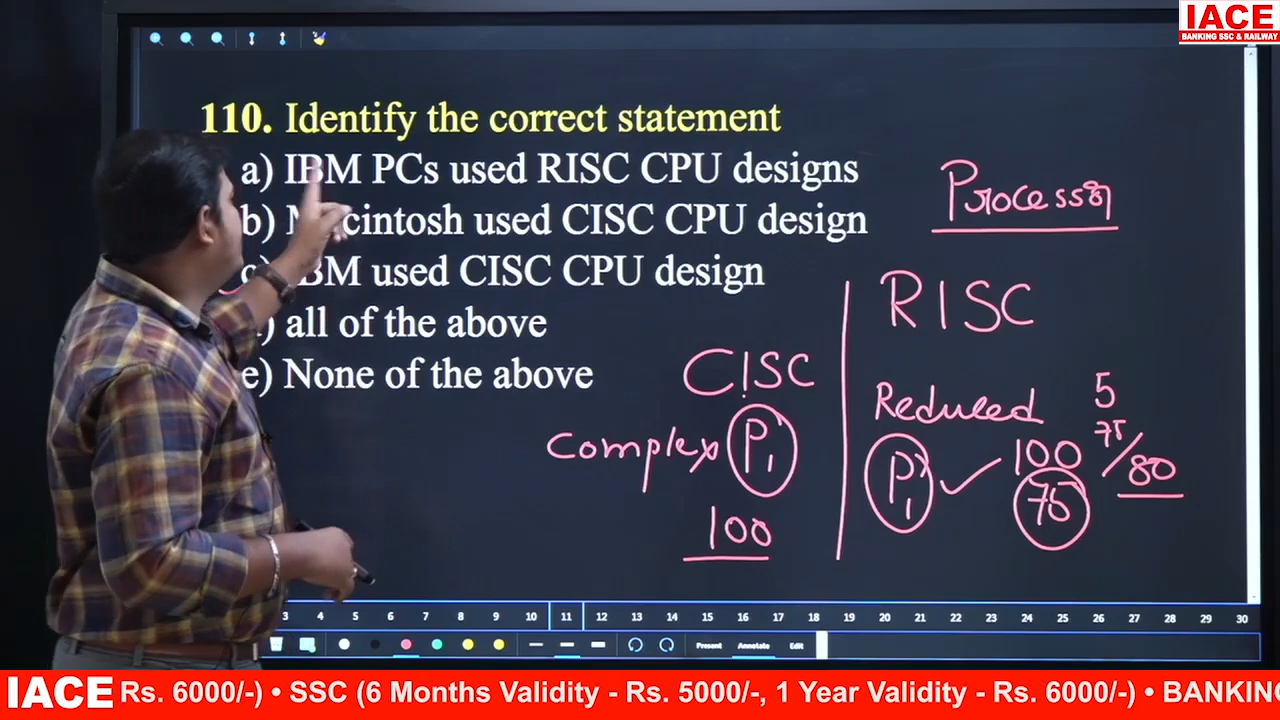 IACE
BANKING SSC & RAILWAY
110. Identify the correct statement
a) IBM PCs used RISC CPU designs
b) M cintosh used CISC CPU design
c) IBM used CISC CPU design
) all of the above
e) None of the above
Processor
CISC
Complex P1
100
RISC
Reduced 5
P1 ✓ 100 75/80
75
3 4 5 6 7 8 9 10 11 12 13 14 15 16 17 18 19 20 21 22 23 24 25 26 27 28 29 30
Present Annotate Edit
IACE Rs. 6000/-) • SSC (6 Months Validity - Rs. 5000/-, 1 Year Validity - Rs. 6000/-) • BANKING